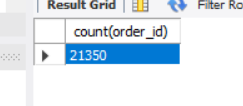 Result Grid Filter Ro
count(order_id)
21350